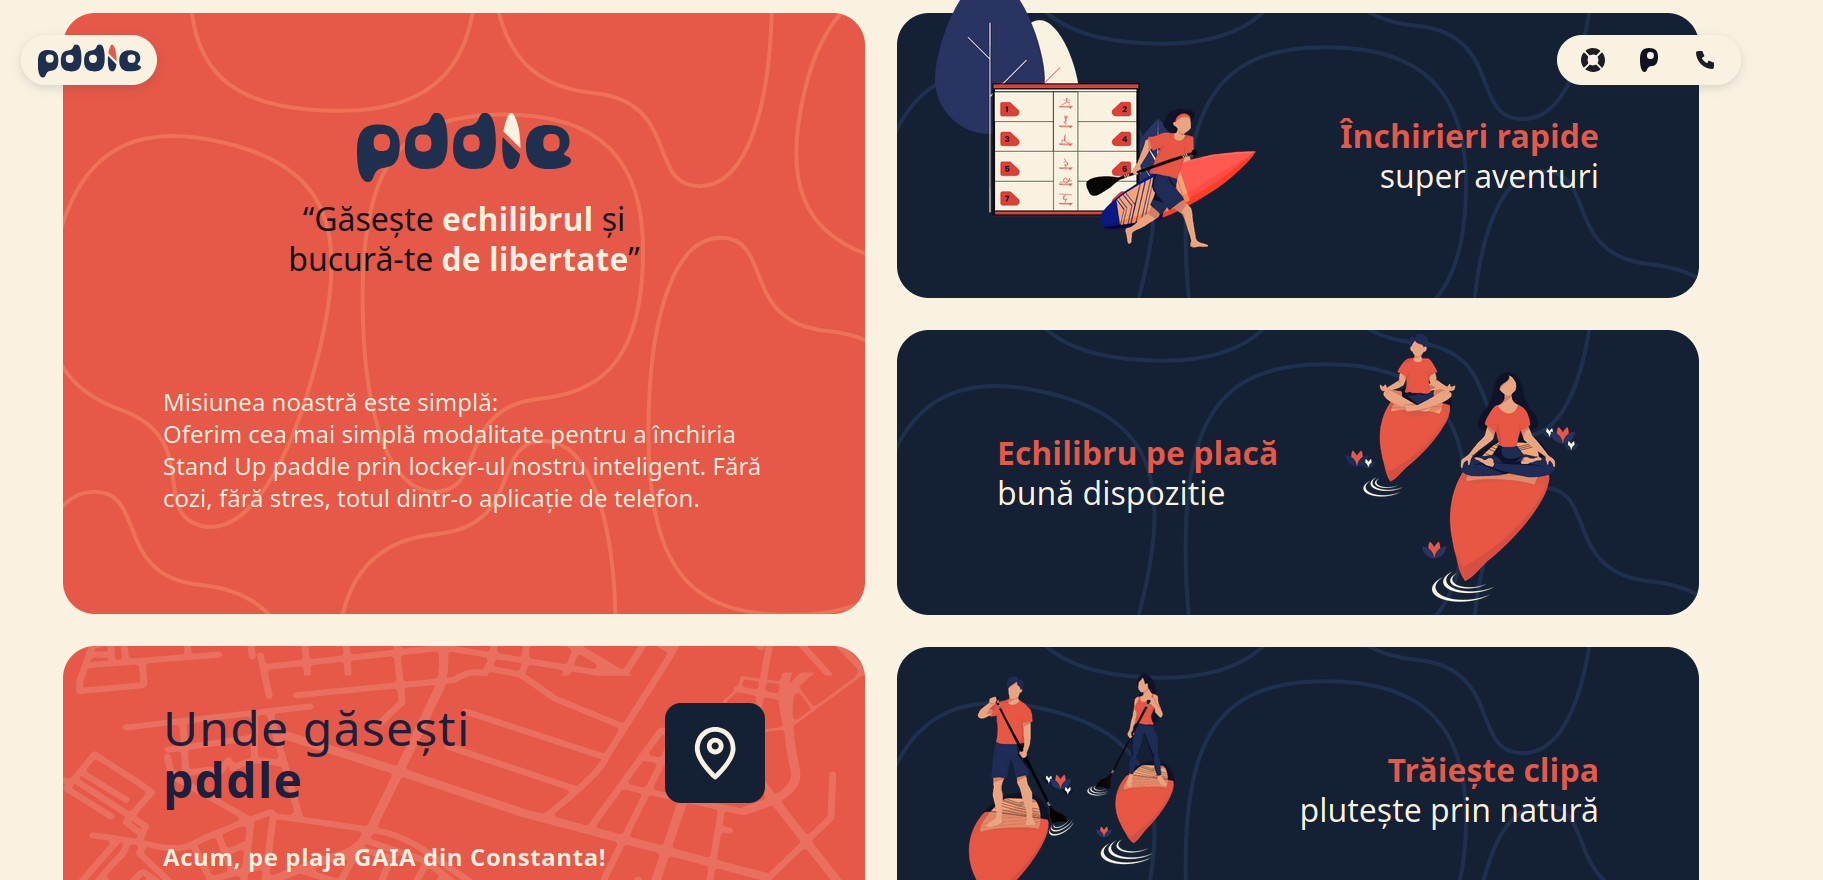 pddle
pddle
“Găsește echilibrul și
bucură-te de libertate”
Misiunea noastră este simplă:
Oferim cea mai simplă modalitate pentru a închiria
Stand Up paddle prin locker-ul nostru inteligent. Fără
cozi, fără stres, totul dintr-o aplicație de telefon.
Unde găsești
pddle
Acum, pe plaja GAIA din Constanta!
1
2
3
4
5
6
7
Închirieri rapide
super aventuri
Echilibru pe placă
bună dispozitie
Trăiește clipa
plutește prin natură